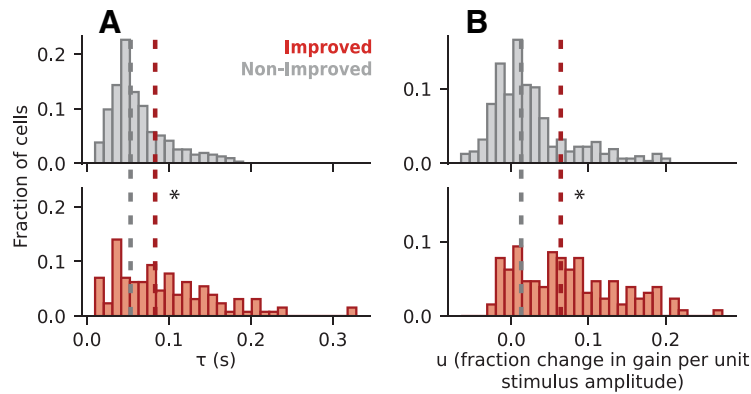 A
B
Improved
Non-Improved
Fraction of cells
0.2
0.1
0.0
0.1
0.0
*
*
0.2
0.1
0.0
0.1
0.0
0.0 0.1 0.2 0.3
0.0 0.1 0.2
τ (s)
u (fraction change in gain per unit
stimulus amplitude)